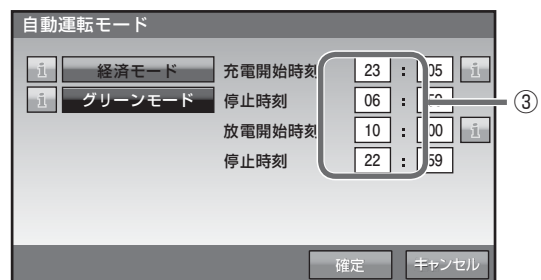 自動運転モード
i 経済モード 充電開始時刻 23 : 05 i
i グリーンモード 停止時刻 06 :
放電開始時刻 10 : 00 i
停止時刻 22 : 59
③
確定 キャンセル